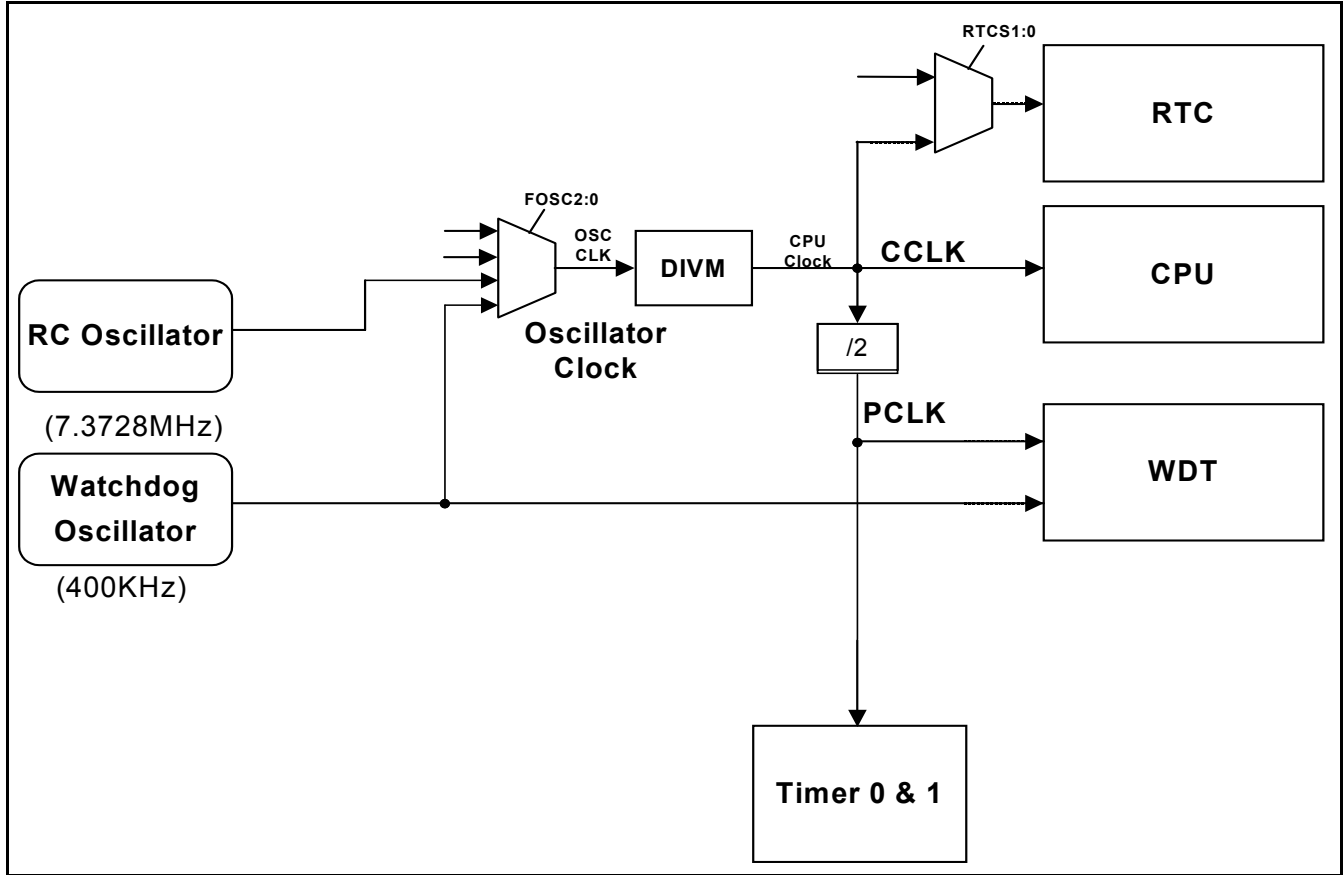 RTCS1:0
RTC
FOSC2:0
OSC
CLK
DIVM
CPU
Clock
CCLK
CPU
RC Oscillator
Oscillator
Clock
/2
(7.3728MHz)
PCLK
Watchdog
Oscillator
WDT
(400KHz)
Timer 0 & 1